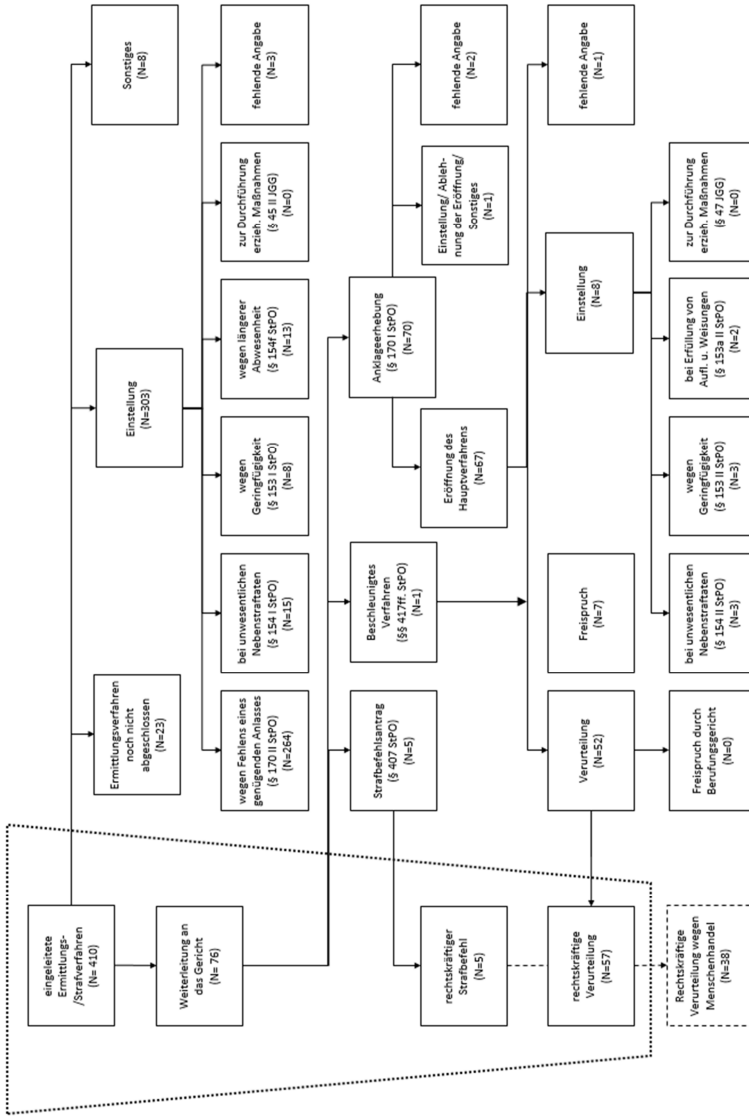 eingeleitete
Ermittlungs-
/Strafverfahren
(N= 410)
Ermittlungsverfahren
noch nicht
abgeschlossen
(N=23)
Einstellung
(N=303)
Sonstiges
(N=8)
Weiterleitung an
das Gericht
(N= 76)
wegen Fehlens eines
genügenden Anlasses
(§ 170 II StPO)
(N=264)
bei unwesentlichen
Nebenstraftaten
(§ 154 I StPO)
(N=15)
wegen
Geringfügigkeit
(§ 153 I StPO)
(N=8)
wegen längerer
Abwesenheit
(§ 154f StPO)
(N=13)
zur Durchführung
erzieh. Maßnahmen
(§ 45 II JGG)
(N=0)
fehlende Angabe
(N=3)
Strafbefehlsantrag
(§ 407 StPO)
(N=5)
Beschleunigtes
Verfahren
(§§ 417ff. StPO)
(N=1)
Anklageerhebung
(§ 170 I StPO)
(N=70)
rechtskräftiger
Strafbefehl
(N=5)
Eröffnung des
Hauptverfahrens
(N=67)
Einstellung/ Ableh-
nung der Eröffnung/
Sonstiges
(N=1)
fehlende Angabe
(N=2)
rechtskräftige
Verurteilung
(N=57)
Verurteilung
(N=52)
Freispruch
(N=7)
Einstellung
(N=8)
fehlende Angabe
(N=1)
Rechtskräftige
Verurteilung wegen
Menschenhandel
(N=38)
Freispruch durch
Berufungsgericht
(N=0)
bei unwesentlichen
Nebenstraftaten
(§ 154 II StPO)
(N=3)
wegen
Geringfügigkeit
(§ 153 II StPO)
(N=3)
bei Erfüllung von
Aufl. u. Weisungen
(§ 153a II StPO)
(N=2)
zur Durchführung
erzieh. Maßnahmen
(§ 47 JGG)
(N=0)